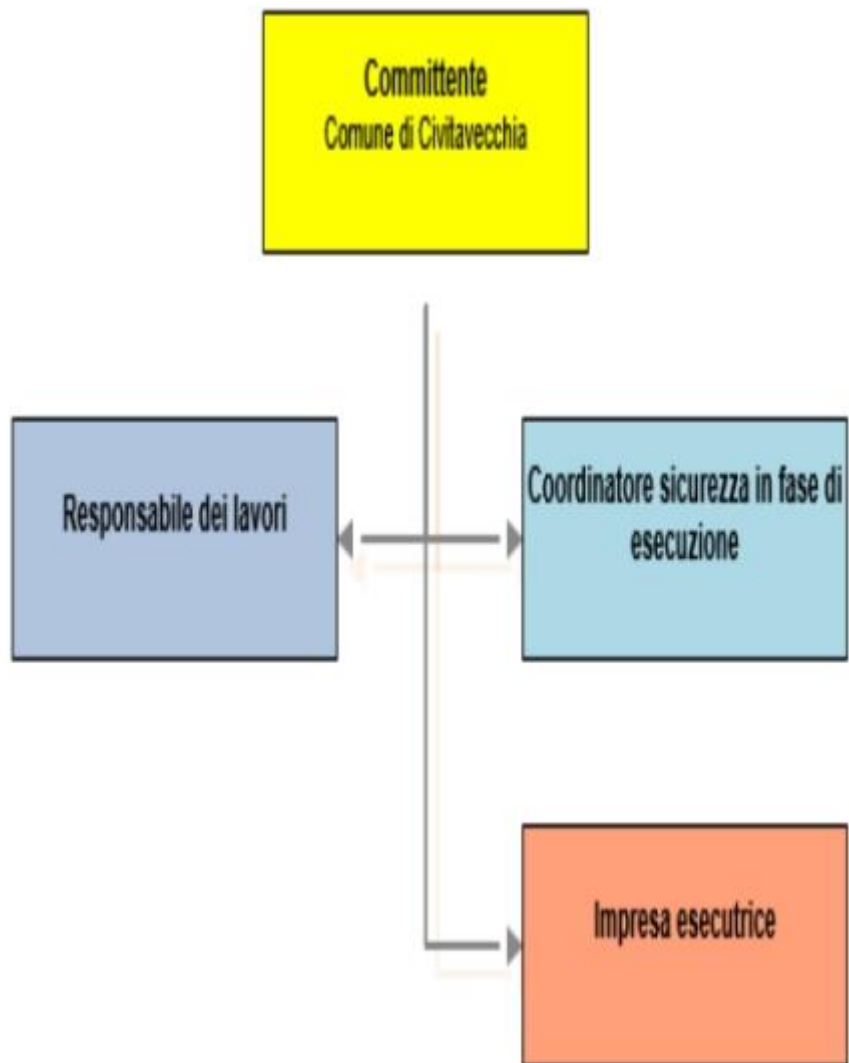 Committente
Comune di Civitavecchia
Responsabile dei lavori
Coordinatore sicurezza in fase di
esecuzione
Impresa esecutrice